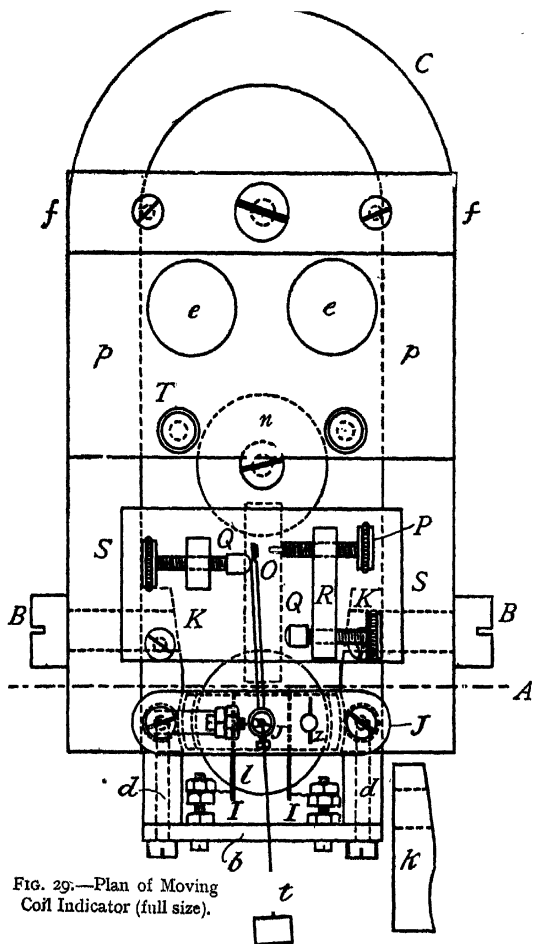 C
f f
e e
p p
T
n
P
Q
S O S
Q R K
B K B
A
J
z
d l d
I I
b k
t
FIG. 29.—Plan of Moving
Coil Indicator (full size).